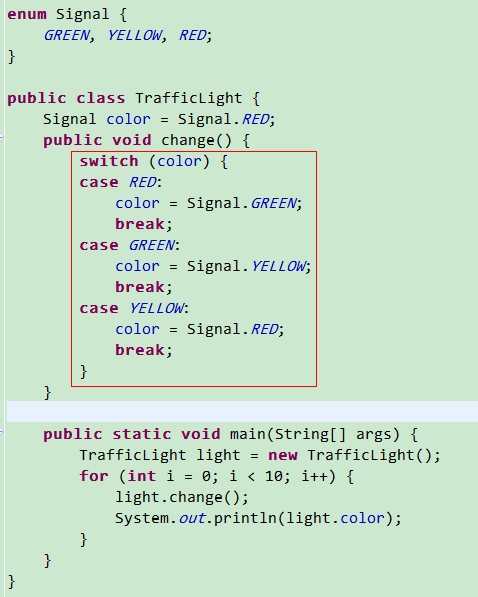 enum Signal {
    GREEN, YELLOW, RED;
}
public class TrafficLight {
    Signal color = Signal.RED;
    public void change() {
        switch (color) {
        case RED:
            color = Signal.GREEN;
            break;
        case GREEN:
            color = Signal.YELLOW;
            break;
        case YELLOW:
            color = Signal.RED;
            break;
        }
    }
    public static void main(String[] args) {
        TrafficLight light = new TrafficLight();
        for (int i = 0; i < 10; i++) {
            light.change();
            System.out.println(light.color);
        }
    }
}